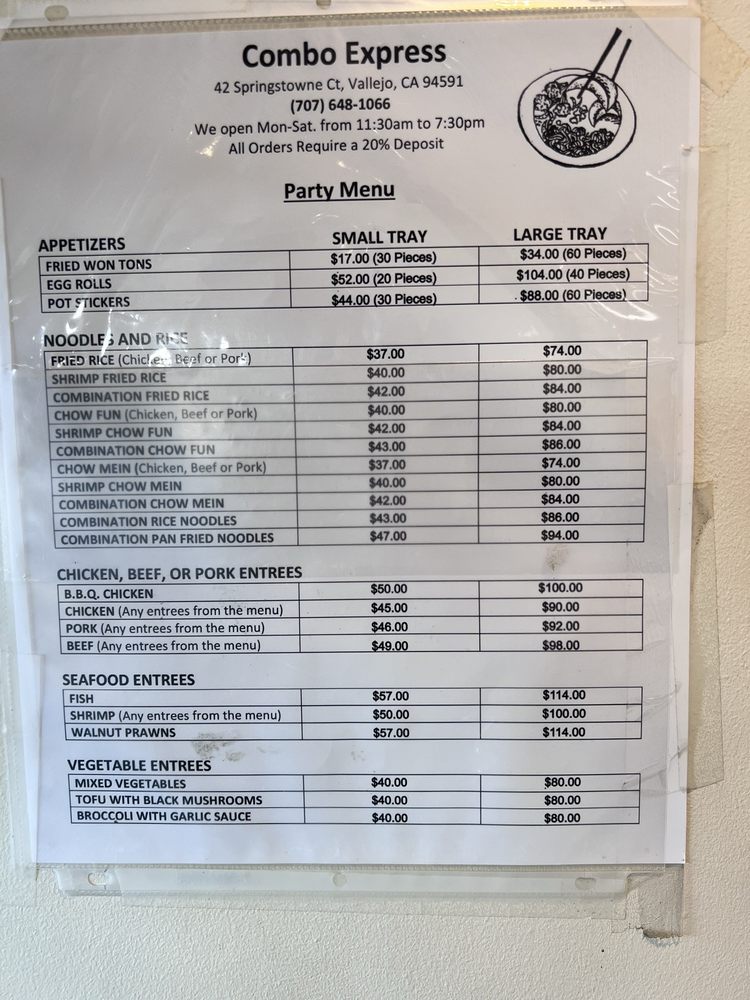 Combo Express
42 Springstowne Ct, Vallejo, CA 94591
(707) 648-1066
We open Mon-Sat. from 11:30am to 7:30pm
All Orders Require a 20% Deposit
Party Menu
APPETIZERS SMALL TRAY LARGE TRAY
FRIED WON TONS $17.00 (30 Pieces) $34.00 (60 Pieces)
EGG ROLLS $52.00 (20 Pieces) $104.00 (40 Pieces)
POT STICKERS $44.00 (30 Pieces) $88.00 (60 Pieces)
NOODLES AND RICE
FRIED RICE (Chicken, Beef or Pork) $37.00 $74.00
SHRIMP FRIED RICE $40.00 $80.00
COMBINATION FRIED RICE $42.00 $84.00
CHOW FUN (Chicken, Beef or Pork) $40.00 $80.00
SHRIMP CHOW FUN $42.00 $84.00
COMBINATION CHOW FUN $43.00 $86.00
CHOW MEIN (Chicken, Beef or Pork) $37.00 $74.00
SHRIMP CHOW MEIN $40.00 $80.00
COMBINATION CHOW MEIN $42.00 $84.00
COMBINATION RICE NOODLES $43.00 $86.00
COMBINATION PAN FRIED NOODLES $47.00 $94.00
CHICKEN, BEEF, OR PORK ENTREES
B.B.Q. CHICKEN $50.00 $100.00
CHICKEN (Any entrees from the menu) $45.00 $90.00
PORK (Any entrees from the menu) $46.00 $92.00
BEEF (Any entrees from the menu) $49.00 $98.00
SEAFOOD ENTREES
FISH $57.00 $114.00
SHRIMP (Any entrees from the menu) $50.00 $100.00
WALNUT PRAWNS $57.00 $114.00
VEGETABLE ENTREES
MIXED VEGETABLES $40.00 $80.00
TOFU WITH BLACK MUSHROOMS $40.00 $80.00
BROCCOLI WITH GARLIC SAUCE $40.00 $80.00